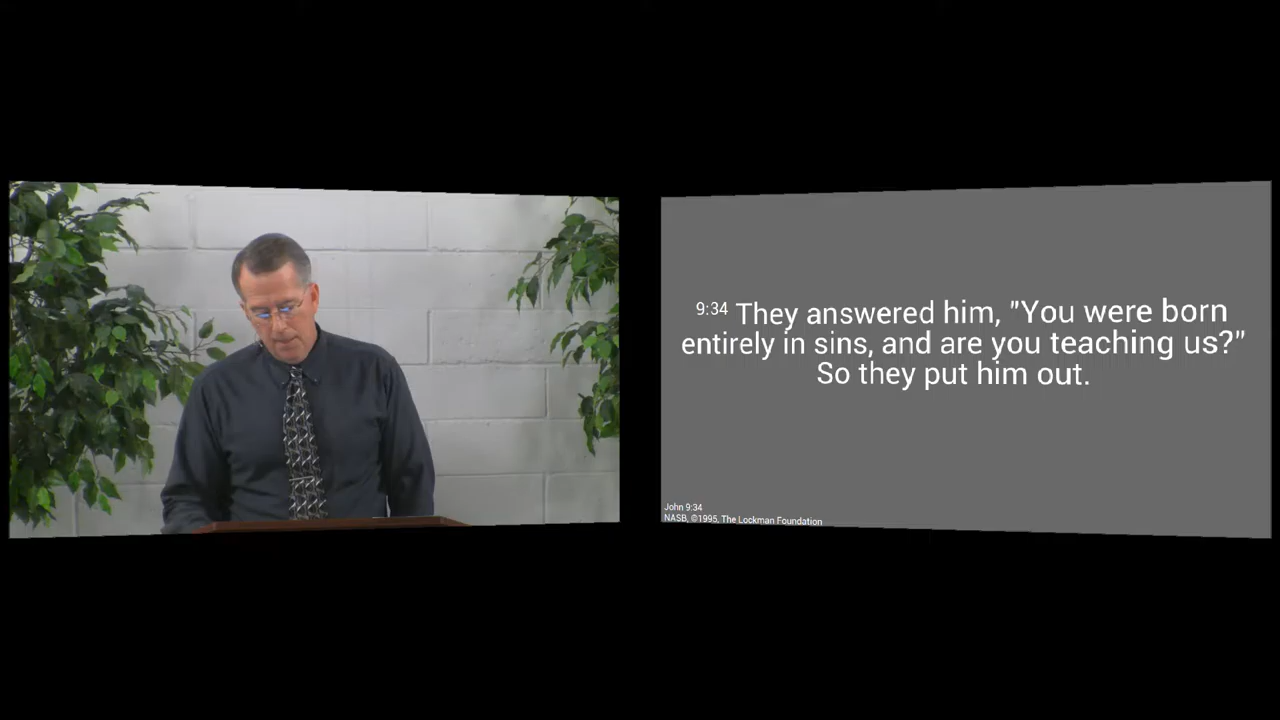 9:34 They answered him, "You were born
entirely in sins, and are you teaching us?"
So they put him out.
John 9:34
NASB, ©1995, The Lockman Foundation